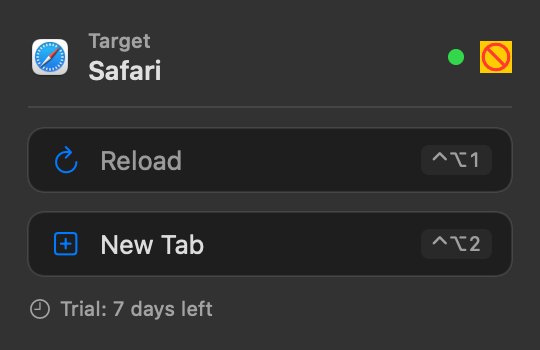 Target
Safari
Reload ⌃⌥1
New Tab ⌃⌥2
Trial: 7 days left